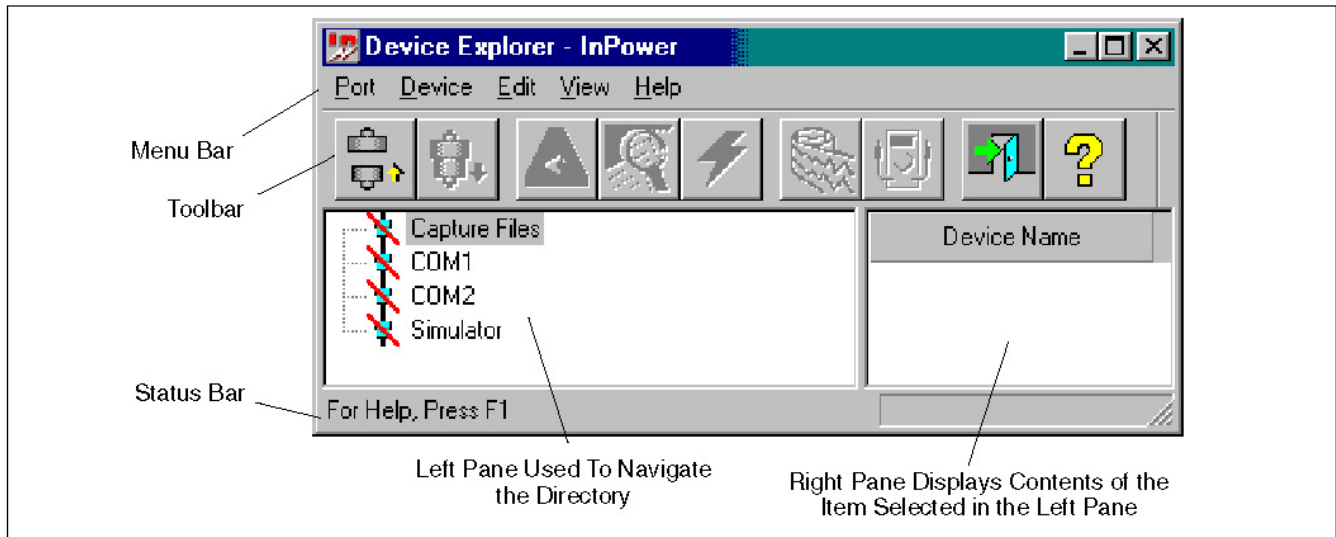 Device Explorer - InPower
Port Device Edit View Help
Menu Bar
Toolbar
Capture Files
COM1
COM2
Simulator
Device Name
Status Bar
For Help, Press F1
Left Pane Used To Navigate
the Directory
Right Pane Displays Contents of the
Item Selected in the Left Pane